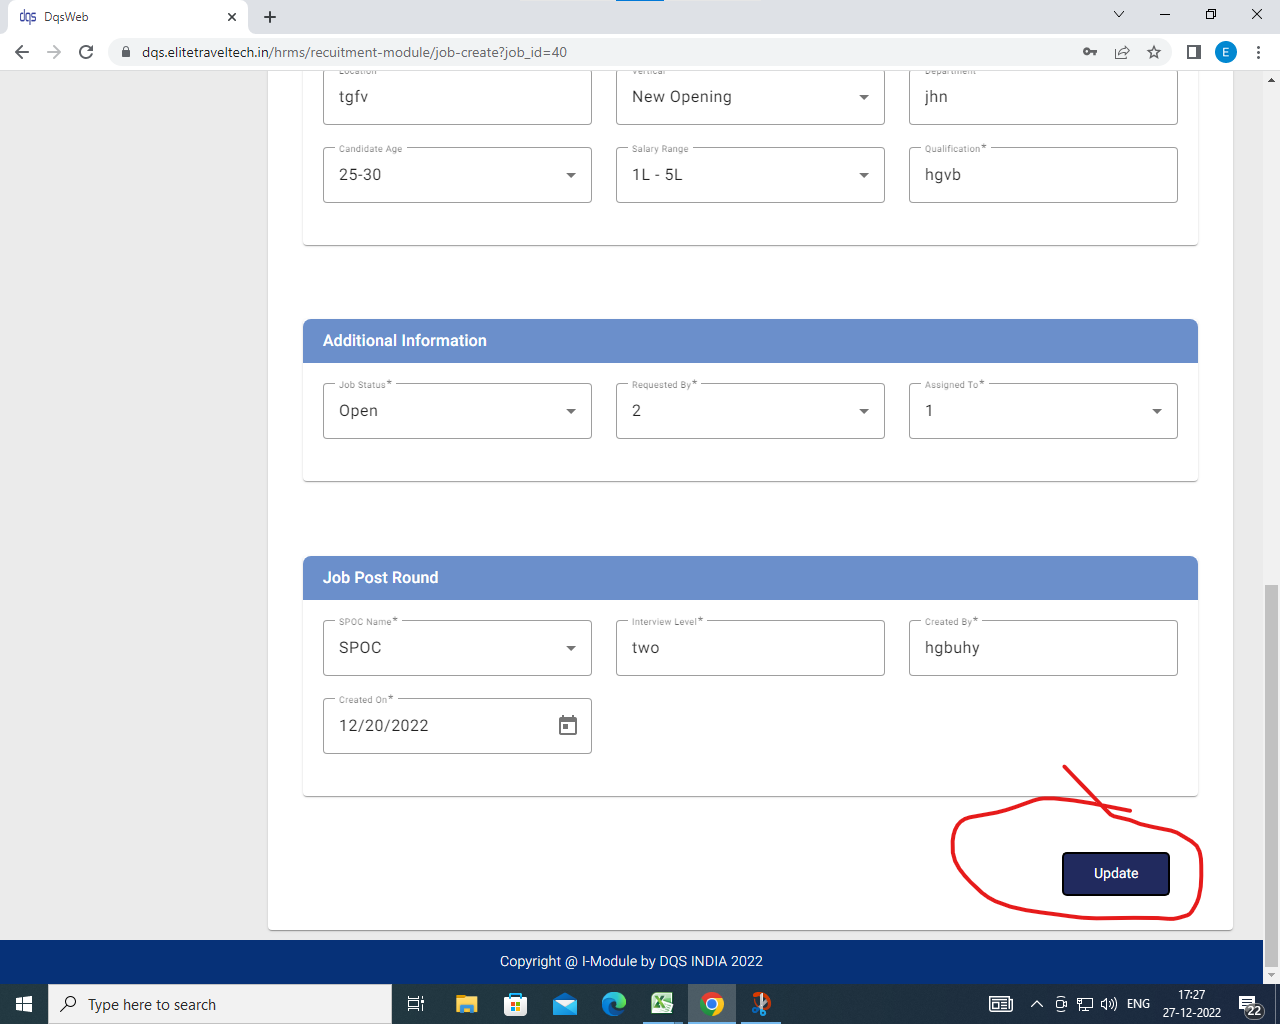 dqs DqsWeb
dqs.elitetraveltech.in/hrms/recuitment-module/job-create?job_id=40
E
Location Vertical Department
tgfv New Opening jhn
Candidate Age Salary Range Qualification*
25-30 1L - 5L hgvb
Additional Information
Job Status* Requested By* Assigned To*
Open 2 1
Job Post Round
SPOC Name* Interview Level* Created By*
SPOC two hgbuhy
Created On*
12/20/2022
Update
Copyright @ I-Module by DQS INDIA 2022
Type here to search
ENG
17:27
27-12-2022
22